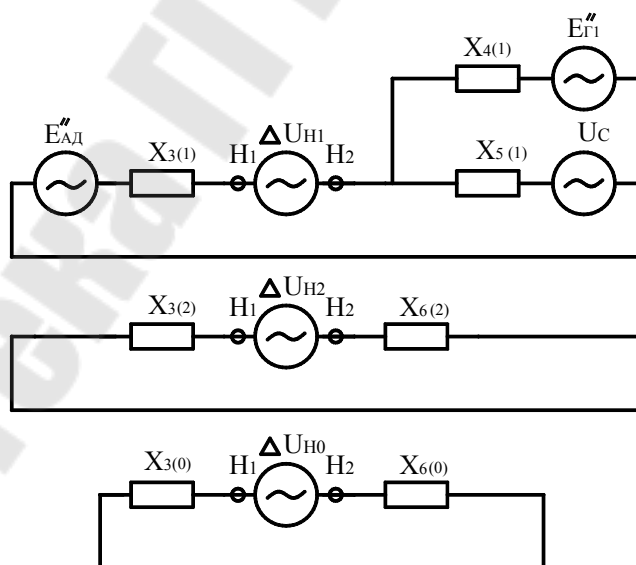 E″Г1
X4(1)
E″АД
ΔUН1
UС
X3(1)
Н1
Н2
X5(1)
ΔUН2
X3(2)
Н1
Н2
X6(2)
ΔUН0
X3(0)
Н1
Н2
X6(0)